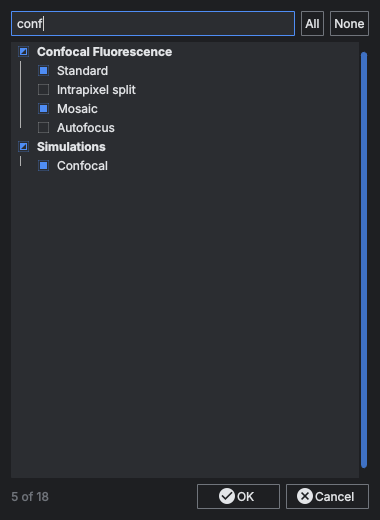 conf
All
None
Confocal Fluorescence
Standard
Intrapixel split
Mosaic
Autofocus
Simulations
Confocal
5 of 18
OK
Cancel